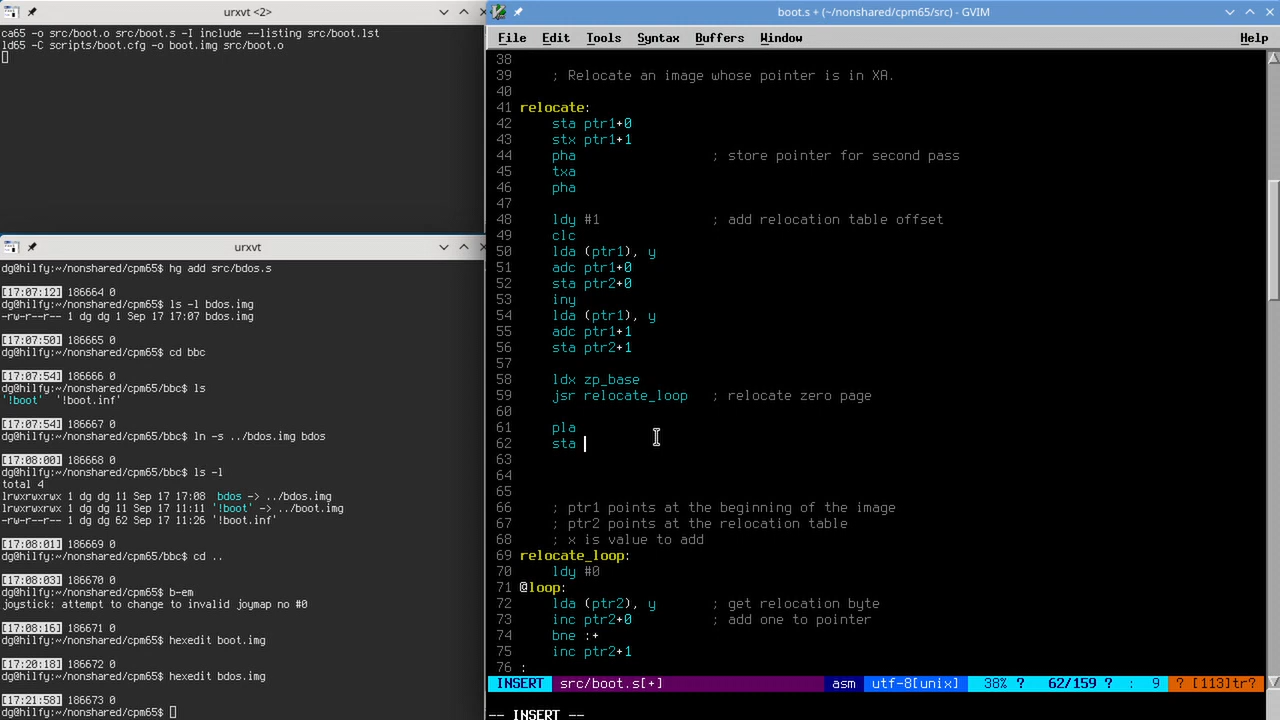 urxvt <2>
ca65 -o src/boot.o src/boot.s -I include --listing src/boot.lst
ld65 -C scripts/boot.cfg -o boot.img src/boot.o
urxvt
dg@hilfy:~/nonshared/cpm65$ hg add src/bdos.s
[17:07:12] 186664 0
dg@hilfy:~/nonshared/cpm65$ ls -l bdos.img
-rw-r--r-- 1 dg dg 1 Sep 17 17:07 bdos.img
[17:07:50] 186665 0
dg@hilfy:~/nonshared/cpm65$ cd bbc
[17:07:54] 186666 0
dg@hilfy:~/nonshared/cpm65/bbc$ ls
'!boot'  '!boot.inf'
[17:07:54] 186667 0
dg@hilfy:~/nonshared/cpm65/bbc$ ln -s ../bdos.img bdos
[17:08:00] 186668 0
dg@hilfy:~/nonshared/cpm65/bbc$ ls -l
total 4
lrwxrwxrwx 1 dg dg 11 Sep 17 17:08  bdos -> ../bdos.img
lrwxrwxrwx 1 dg dg 11 Sep 17 11:11 '!boot' -> ../boot.img
-rw-r--r-- 1 dg dg 62 Sep 17 11:26 '!boot.inf'
[17:08:01] 186669 0
dg@hilfy:~/nonshared/cpm65/bbc$ cd ..
[17:08:03] 186670 0
dg@hilfy:~/nonshared/cpm65$ b-em
joystick: attempt to change to invalid joymap no #0
[17:08:16] 186671 0
dg@hilfy:~/nonshared/cpm65$ hexedit boot.img
[17:20:18] 186672 0
dg@hilfy:~/nonshared/cpm65$ hexedit bdos.img
[17:21:58] 186673 0
dg@hilfy:~/nonshared/cpm65$
boot.s + (~/nonshared/cpm65/src) - GVIM
File Edit Tools Syntax Buffers Window Help
38
39     ; Relocate an image whose pointer is in XA.
40
41 relocate:
42     sta ptr1+0
43     stx ptr1+1
44     pha                 ; store pointer for second pass
45     txa
46     pha
47
48     ldy #1              ; add relocation table offset
49     clc
50     lda (ptr1), y
51     adc ptr1+0
52     sta ptr2+0
53     iny
54     lda (ptr1), y
55     adc ptr1+1
56     sta ptr2+1
57
58     ldx zp_base
59     jsr relocate_loop   ; relocate zero page
60
61     pla
62     sta
63
64
65
66     ; ptr1 points at the beginning of the image
67     ; ptr2 points at the relocation table
68     ; x is value to add
69 relocate_loop:
70     ldy #0
71 @loop:
72     lda (ptr2), y       ; get relocation byte
73     inc ptr2+0          ; add one to pointer
74     bne :+
75     inc ptr2+1
76 :
INSERT src/boot.s[+] asm utf-8[unix] 38% ? 62/159 ? : 9 ? [113]tr?
-- INSERT --